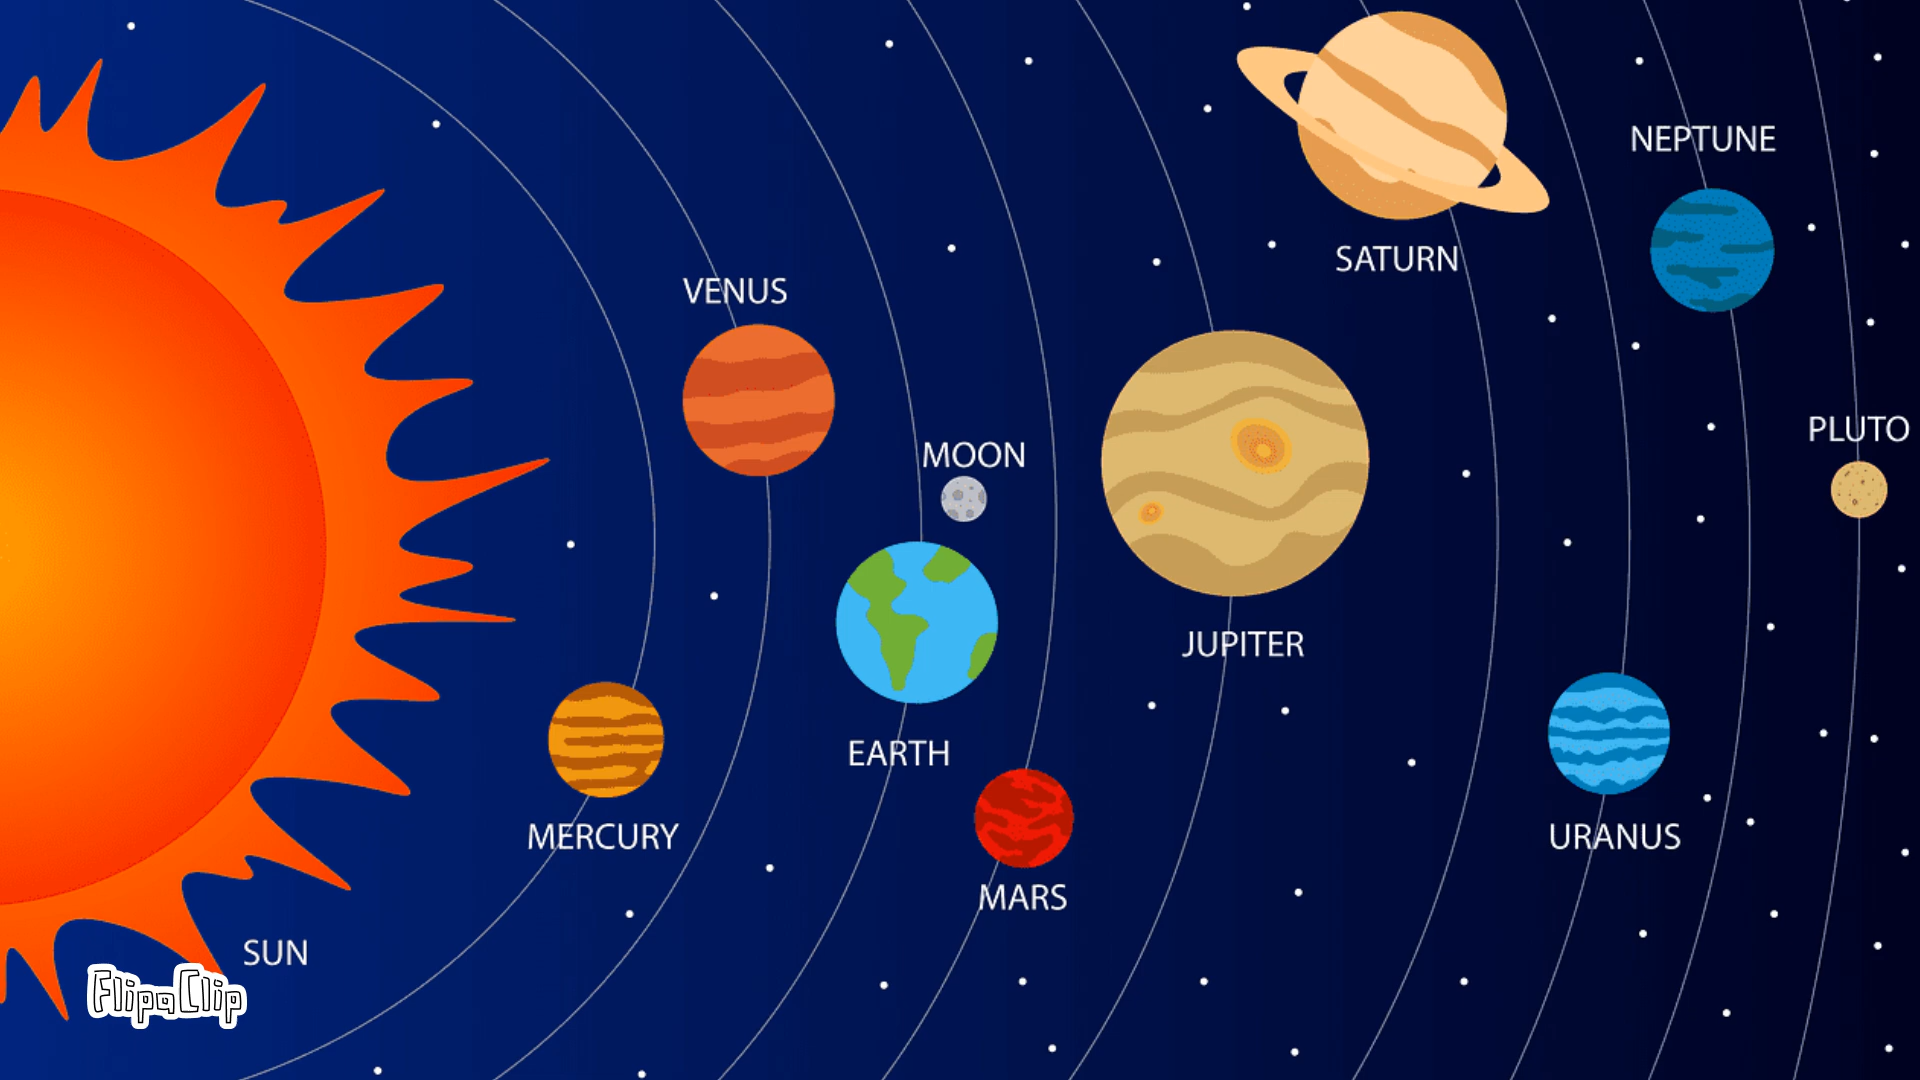 NEPTUNE
SATURN
VENUS
PLUTO
MOON
JUPITER
EARTH
MERCURY
URANUS
MARS
SUN
FlipaClip